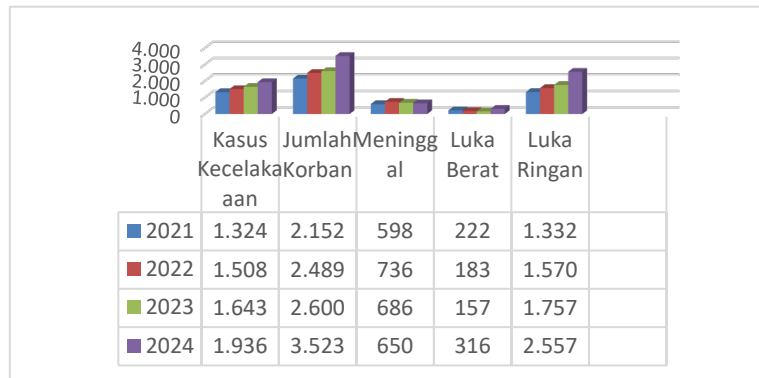 4.000
3.000
2.000
1.000
0
Kasus Kecelaka aan
Jumlah Korban
Meningg al
Luka Berat
Luka Ringan
2021 1.324 2.152 598 222 1.332
2022 1.508 2.489 736 183 1.570
2023 1.643 2.600 686 157 1.757
2024 1.936 3.523 650 316 2.557